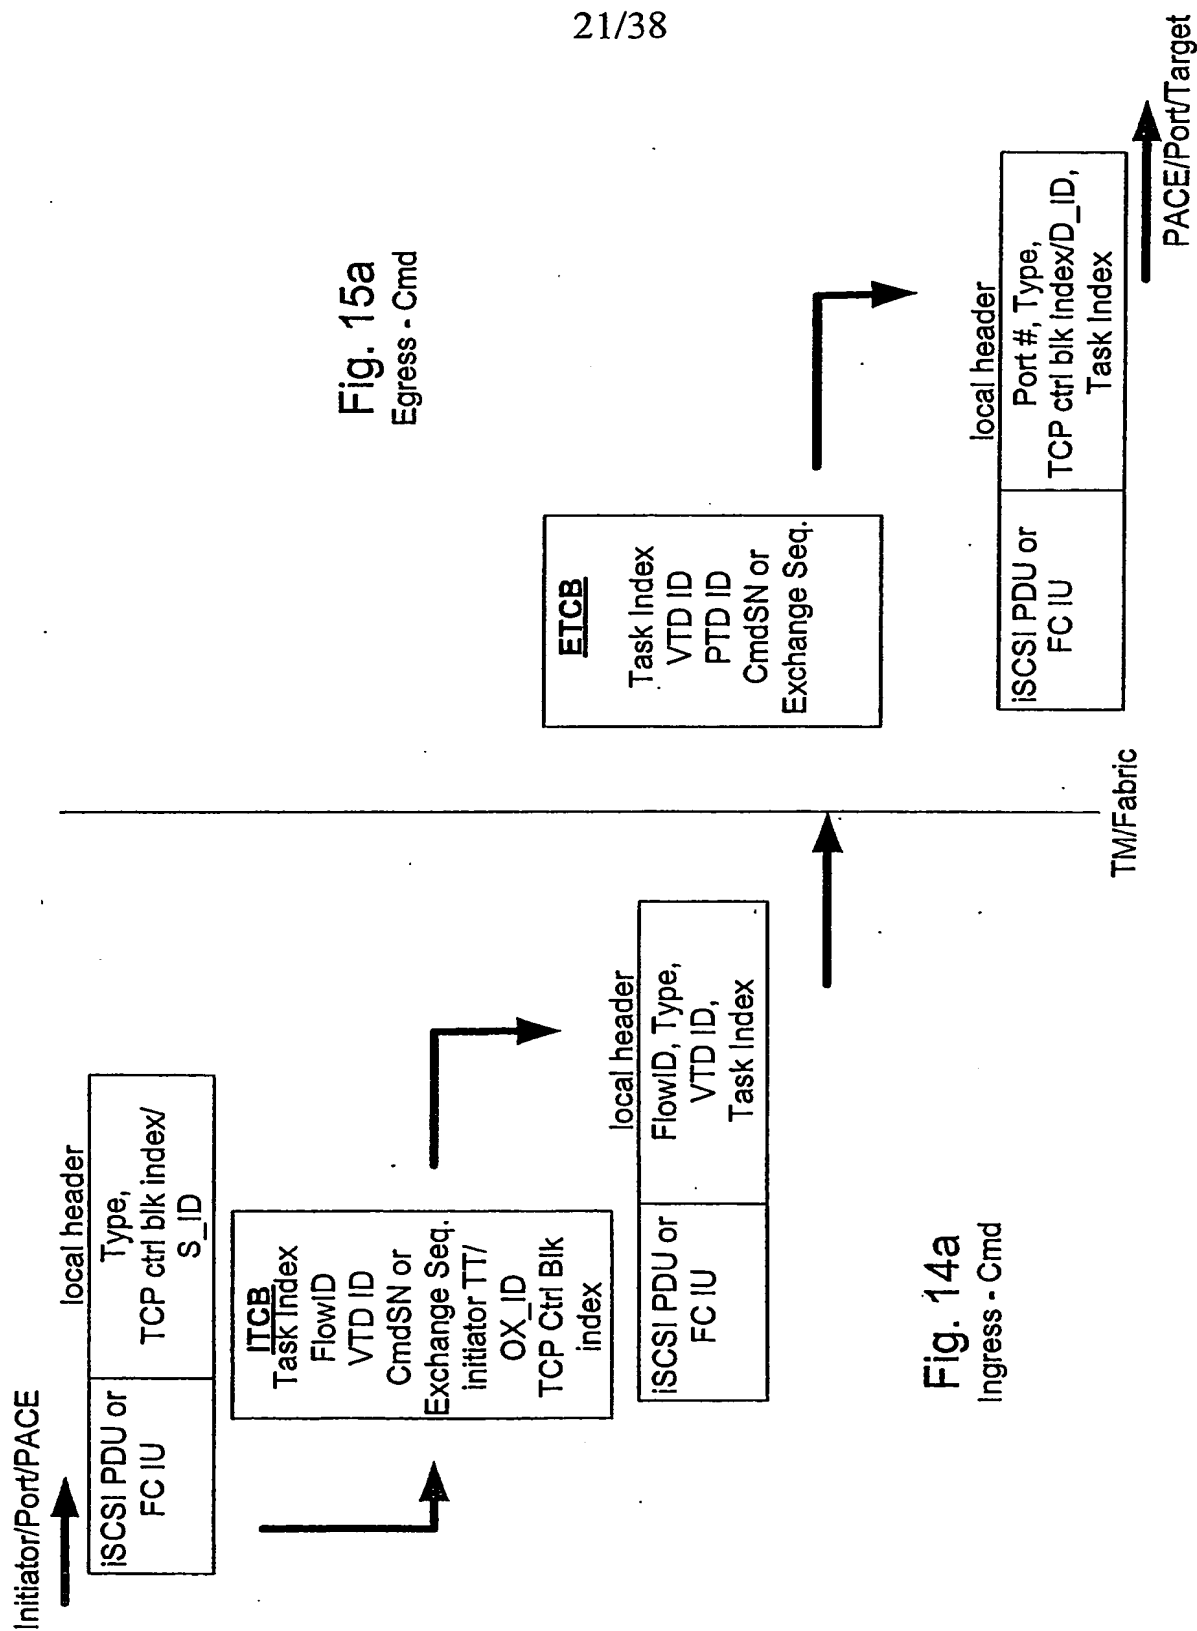 21/38
Initiator/Port/PACE
local header
iSCSI PDU or
FC IU
Type,
TCP ctrl blk index/
S_ID
ITCB
Task Index
FlowID
VTD ID
CmdSN or
Exchange Seq.
initiator TT/
OX_ID
TCP Ctrl Blk
index
local header
iSCSI PDU or
FC IU
FlowID, Type,
VTD ID,
Task Index
Fig. 14a
Ingress - Cmd
TM/Fabric
Fig. 15a
Egress - Cmd
ETCB
Task Index
VTD ID
PTD ID
CmdSN or
Exchange Seq.
local header
iSCSI PDU or
FC IU
Port #, Type,
TCP ctrl blk Index/D_ID,
Task Index
PACE/Port/Target